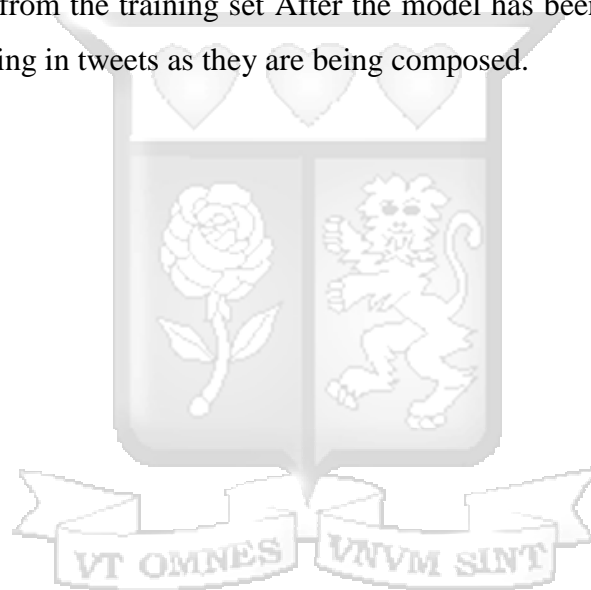 from the training set After the model has been
ing in tweets as they are being composed.
VT OMNES VNVM SINT